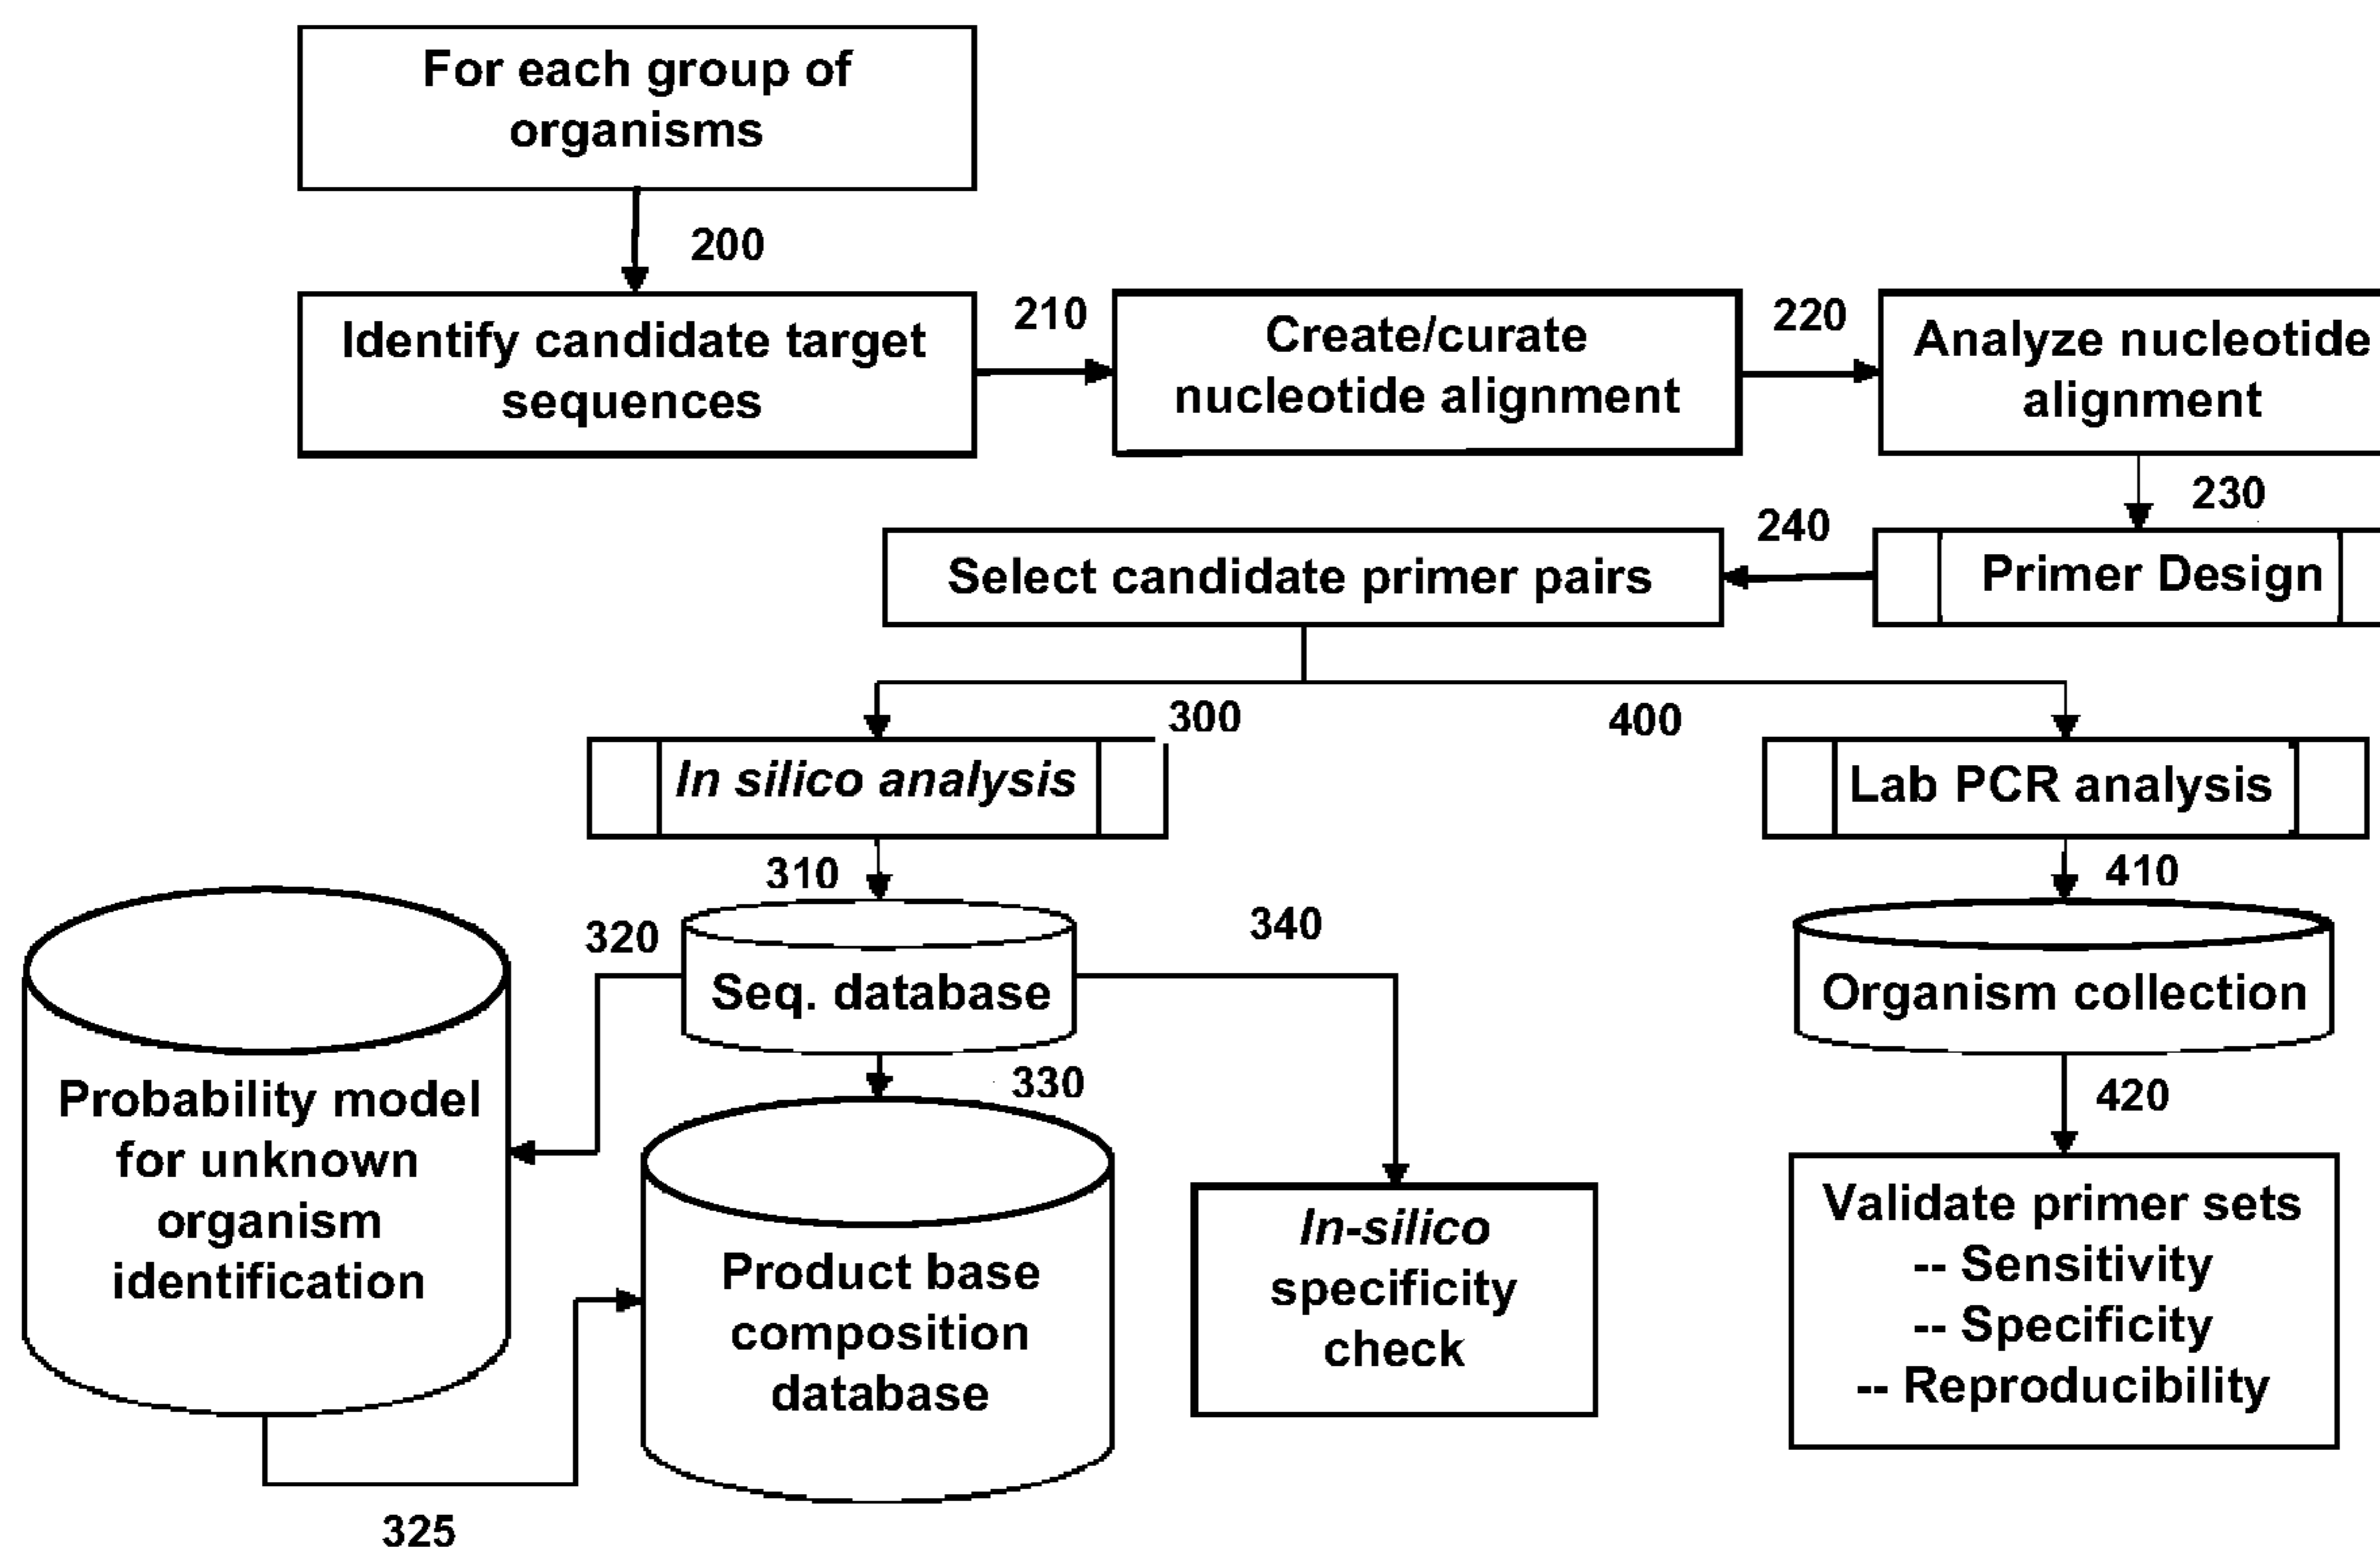 For each group of
organisms
200
Identify candidate target
sequences
210
Create/curate
nucleotide alignment
220
Analyze nucleotide
alignment
230
240
Select candidate primer pairs
Primer Design
300
400
In silico analysis
Lab PCR analysis
310
410
320
340
Seq. database
Organism collection
330
420
Probability model
for unknown
organism
identification
Product base
composition
database
In-silico
specificity
check
Validate primer sets
-- Sensitivity
-- Specificity
-- Reproducibility
325